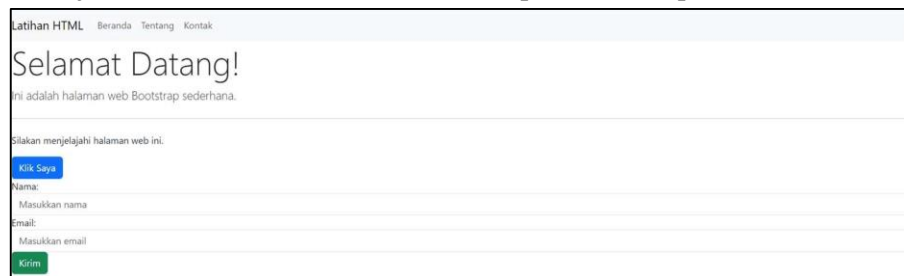 Latihan HTML Beranda Tentang Kontak
Selamat Datang!
Ini adalah halaman web Bootstrap sederhana.
Silakan menjelajahi halaman web ini.
Klik Saya
Nama:
Masukkan nama
Email:
Masukkan email
Kirim